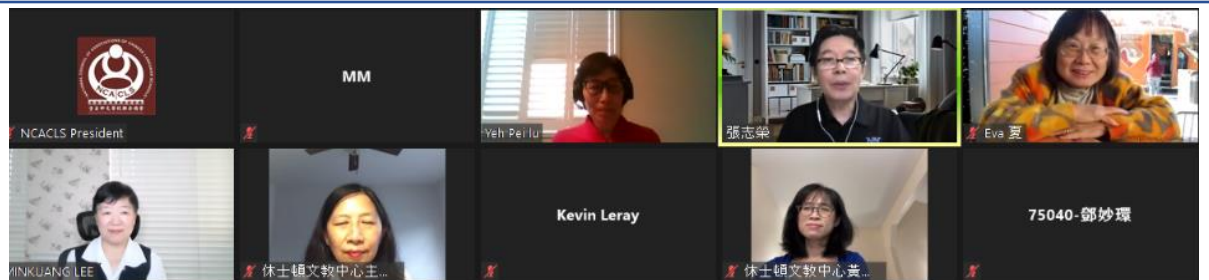 NCACLS
NCACLS President
MM
Yeh Pei lu
張志榮
Eva 夏
MINKUANG LEE
休士頓文教中心主...
Kevin Leray
休士頓文教中心黃...
75040-鄧妙環